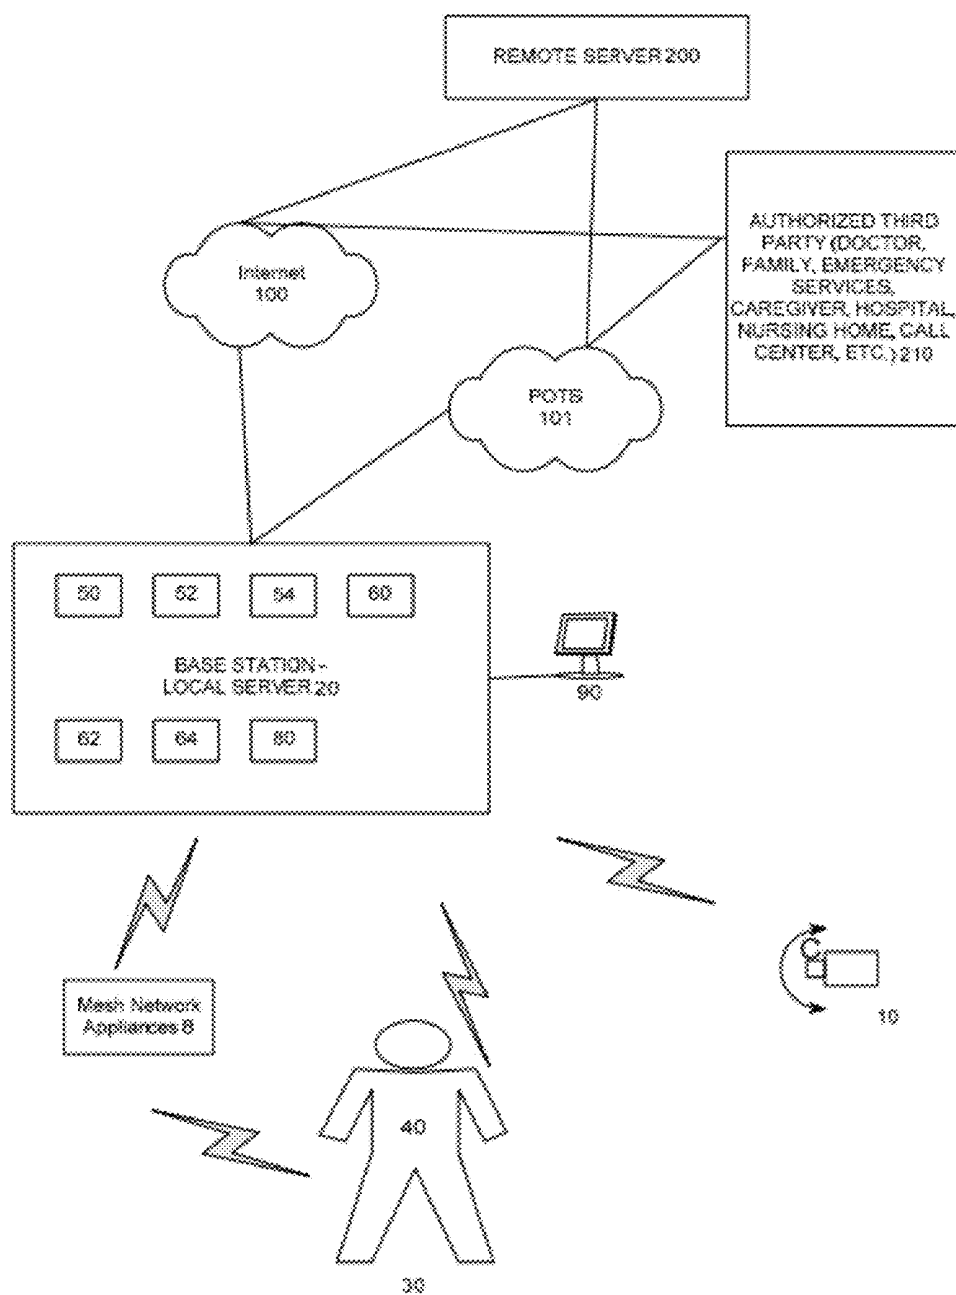 REMOTE SERVER 200
AUTHORIZED THIRD
PARTY (DOCTOR,
FAMILY, EMERGENCY
SERVICES,
CAREGIVER, HOSPITAL,
NURSING HOME, CALL
CENTER, ETC.) 210
Internet
100
POTS
101
50
52
54
60
BASE STATION -
LOCAL SERVER 20
90
62
64
80
Mesh Network
Appliances 8
C
10
40
30